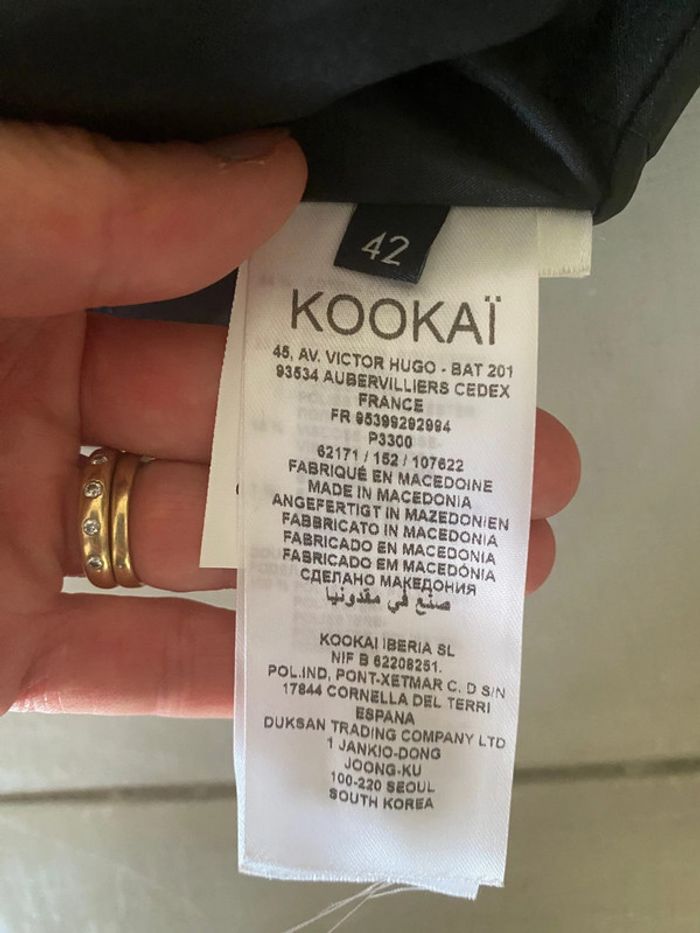 42
KOOKAÏ
45, AV. VICTOR HUGO - BAT 201
93534 AUBERVILLIERS CEDEX
FRANCE
FR 95399292994
P3300
62171 / 152 / 107622
FABRIQUÉ EN MACEDOINE
MADE IN MACEDONIA
ANGEFERTIGT IN MAZEDONIEN
FABBRICATO IN MACEDONIA
FABRICADO EN MACEDONIA
FABRICADO EM MACEDÓNIA
СДЕЛАНО МАКЕДОНИЯ
صنع في مقدونيا
KOOKAI IBERIA SL
NIF B 62208251.
POL.IND, PONT-XETMAR C. D S/N
17844 CORNELLA DEL TERRI
ESPANA
DUKSAN TRADING COMPANY LTD
1 JANKIO-DONG
JOONG-KU
100-220 SEOUL
SOUTH KOREA